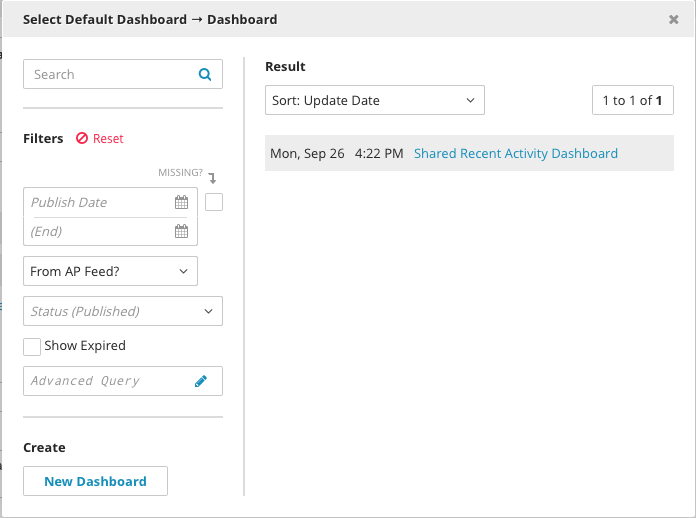 Select Default Dashboard → Dashboard
Search
Filters
Reset
MISSING?
Publish Date
(End)
From AP Feed?
Status (Published)
Show Expired
Advanced Query
Create
New Dashboard
Result
Sort: Update Date
1 to 1 of 1
Mon, Sep 26 4:22 PM Shared Recent Activity Dashboard